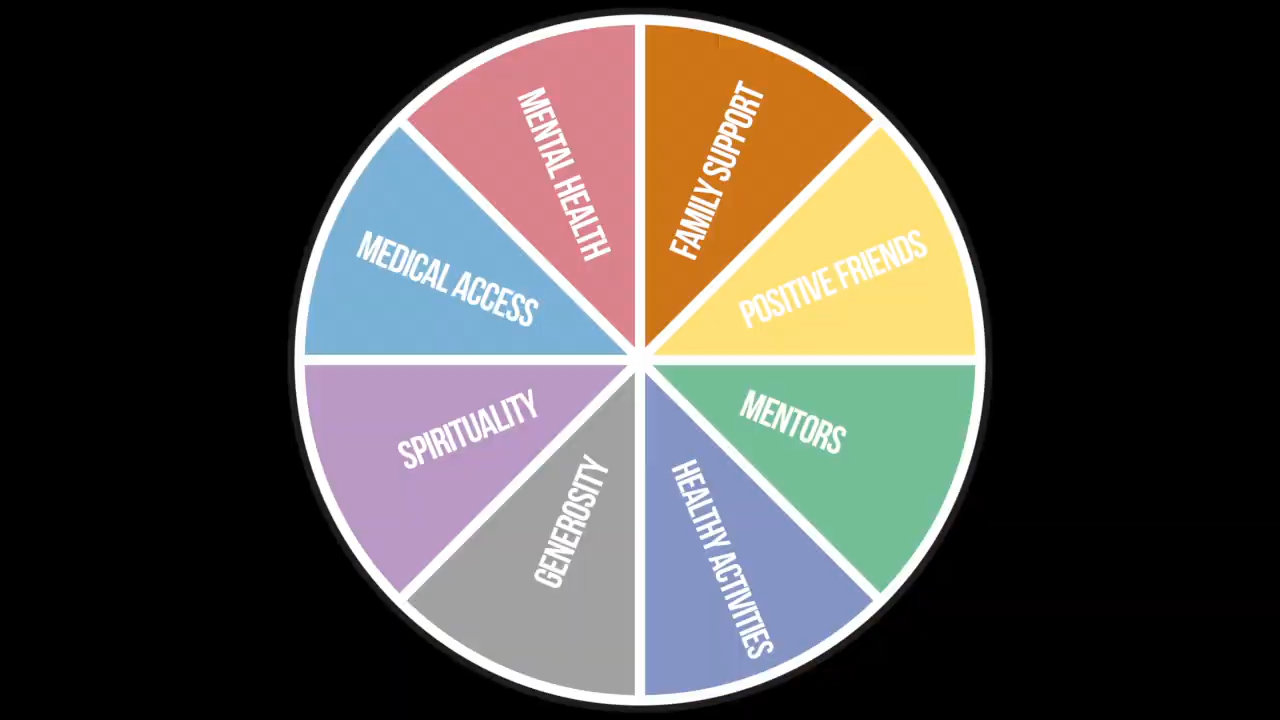 FAMILY SUPPORT
POSITIVE FRIENDS
MENTORS
HEALTHY ACTIVITIES
GENEROSITY
SPIRITUALITY
MEDICAL ACCESS
MENTAL HEALTH